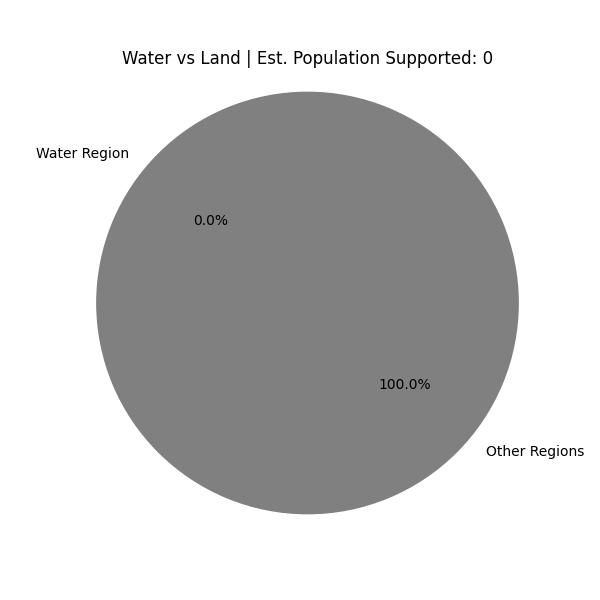 Water vs Land | Est. Population Supported: 0
Water Region
0.0%
100.0%
Other Regions